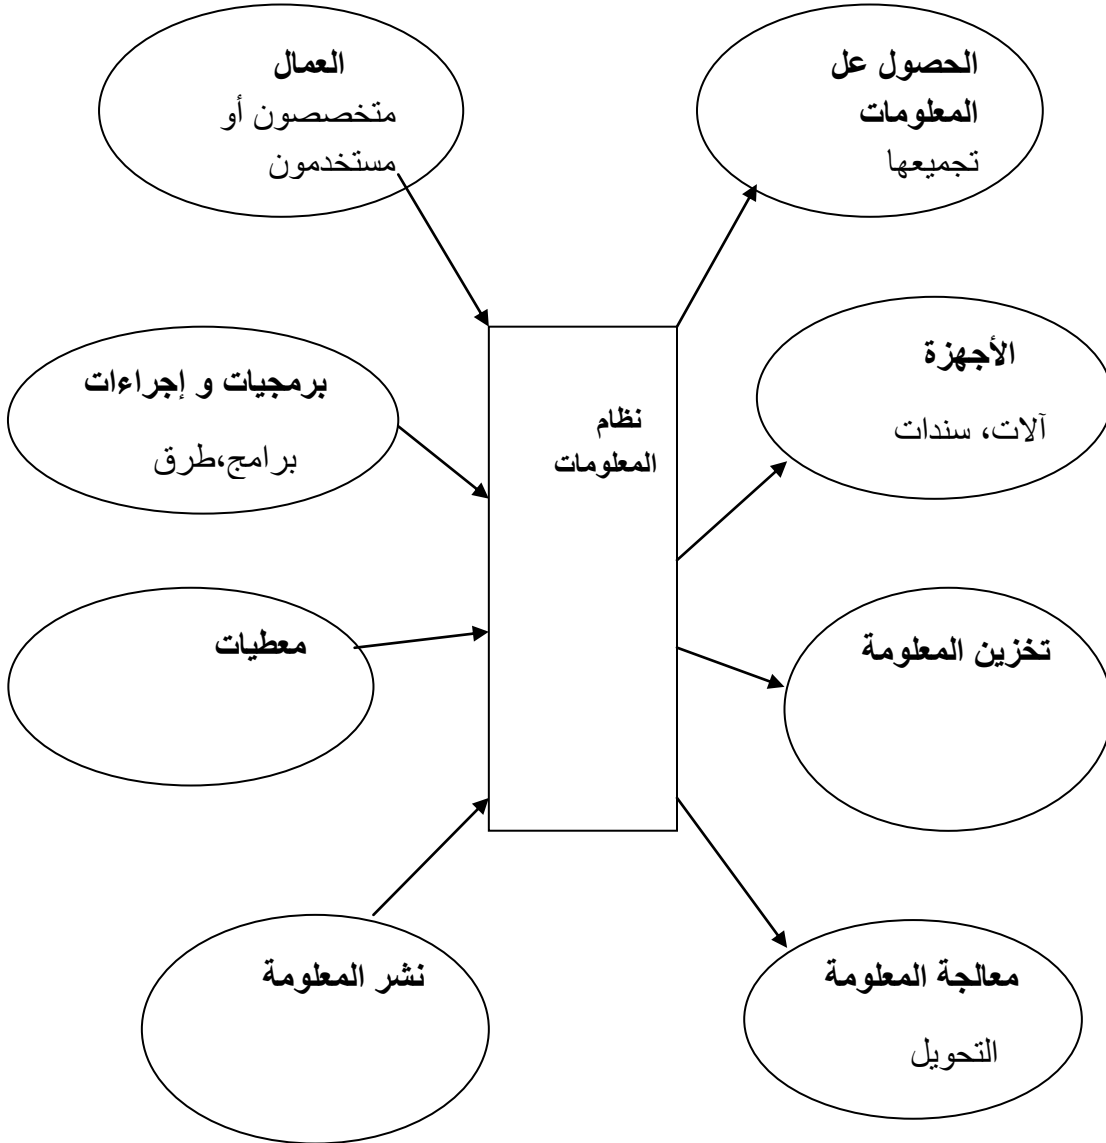 العمال
متخصصون أو
مستخدمون
الحصول عل
المعلومات
تجميعها
برمجيات و إجراءات
برامج،طرق
نظام
المعلومات
الأجهزة
آلات، سندات
معطيات
تخزين المعلومة
نشر المعلومة
معالجة المعلومة
التحويل